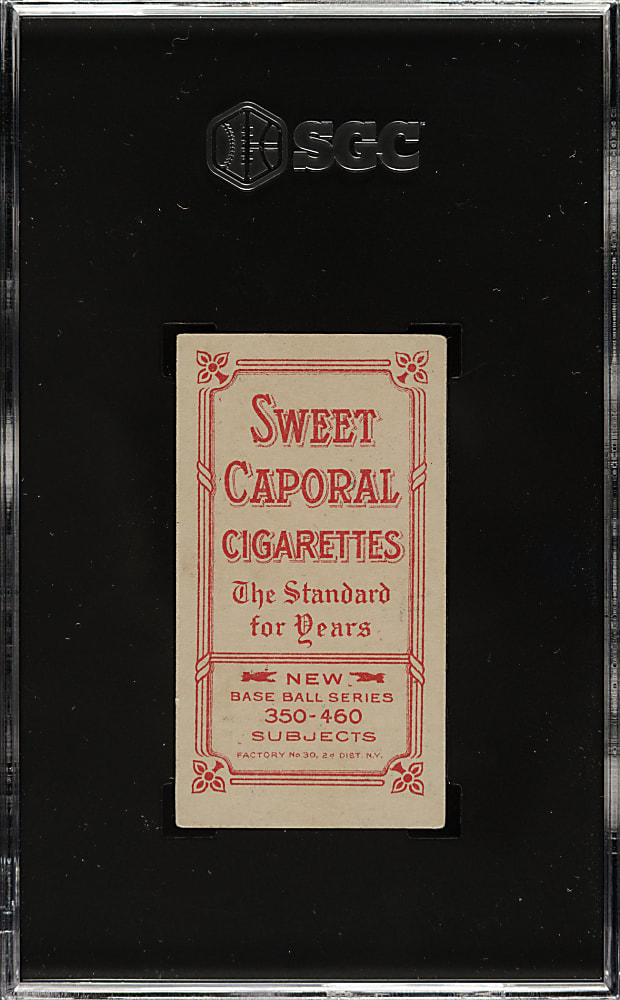 SGC
SWEET
CAPORAL
CIGARETTES
The Standard
for Years
NEW
BASE BALL SERIES
350-460
SUBJECTS
FACTORY No.30, 2d DIST. N.Y.